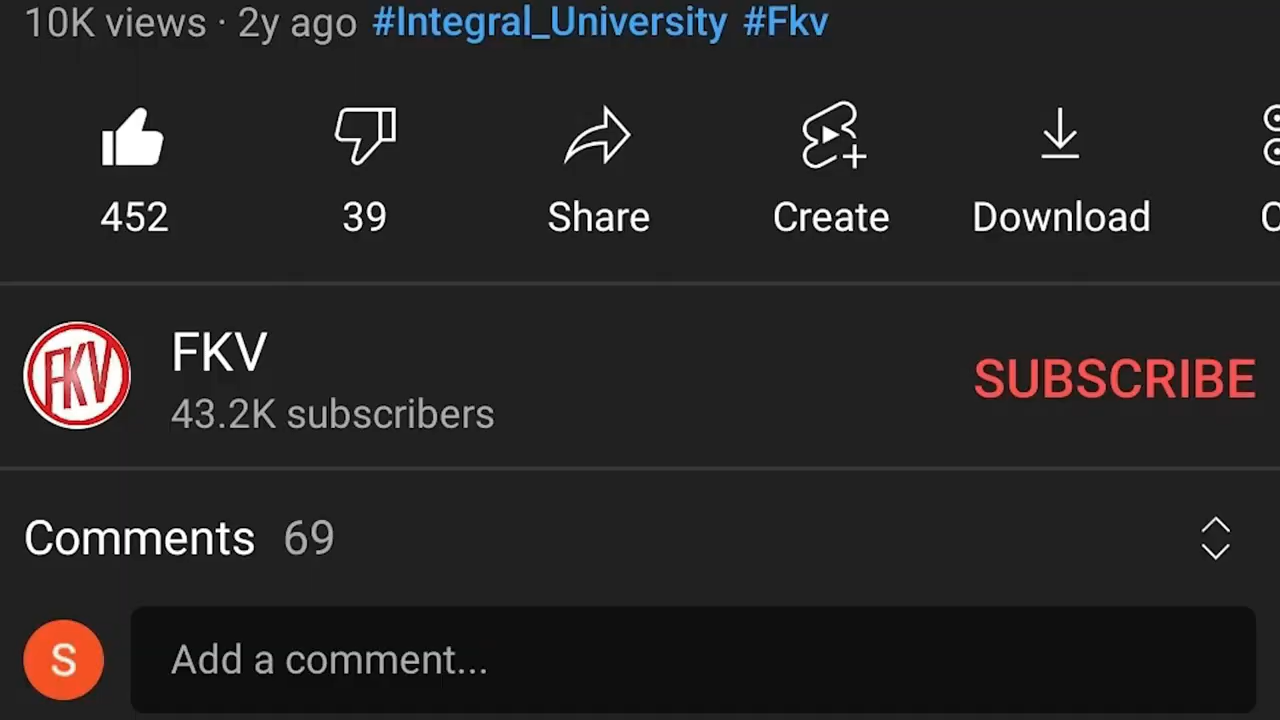 10K views · 2y ago #Integral_University #Fkv
452 39 Share Create Download
FKV
FKV
43.2K subscribers
SUBSCRIBE
Comments 69
S
Add a comment...